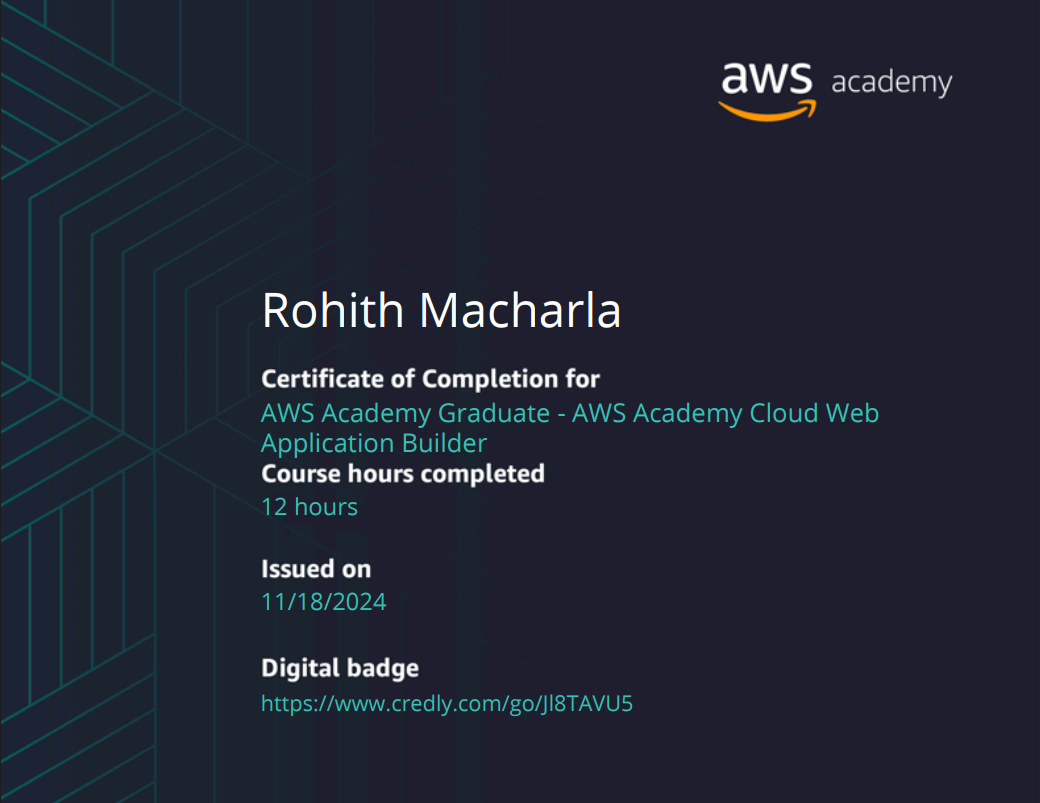 aws academy
Rohith Macharla
Certificate of Completion for
AWS Academy Graduate - AWS Academy Cloud Web
Application Builder
Course hours completed
12 hours
Issued on
11/18/2024
Digital badge
https://www.credly.com/go/Jl8TAVU5